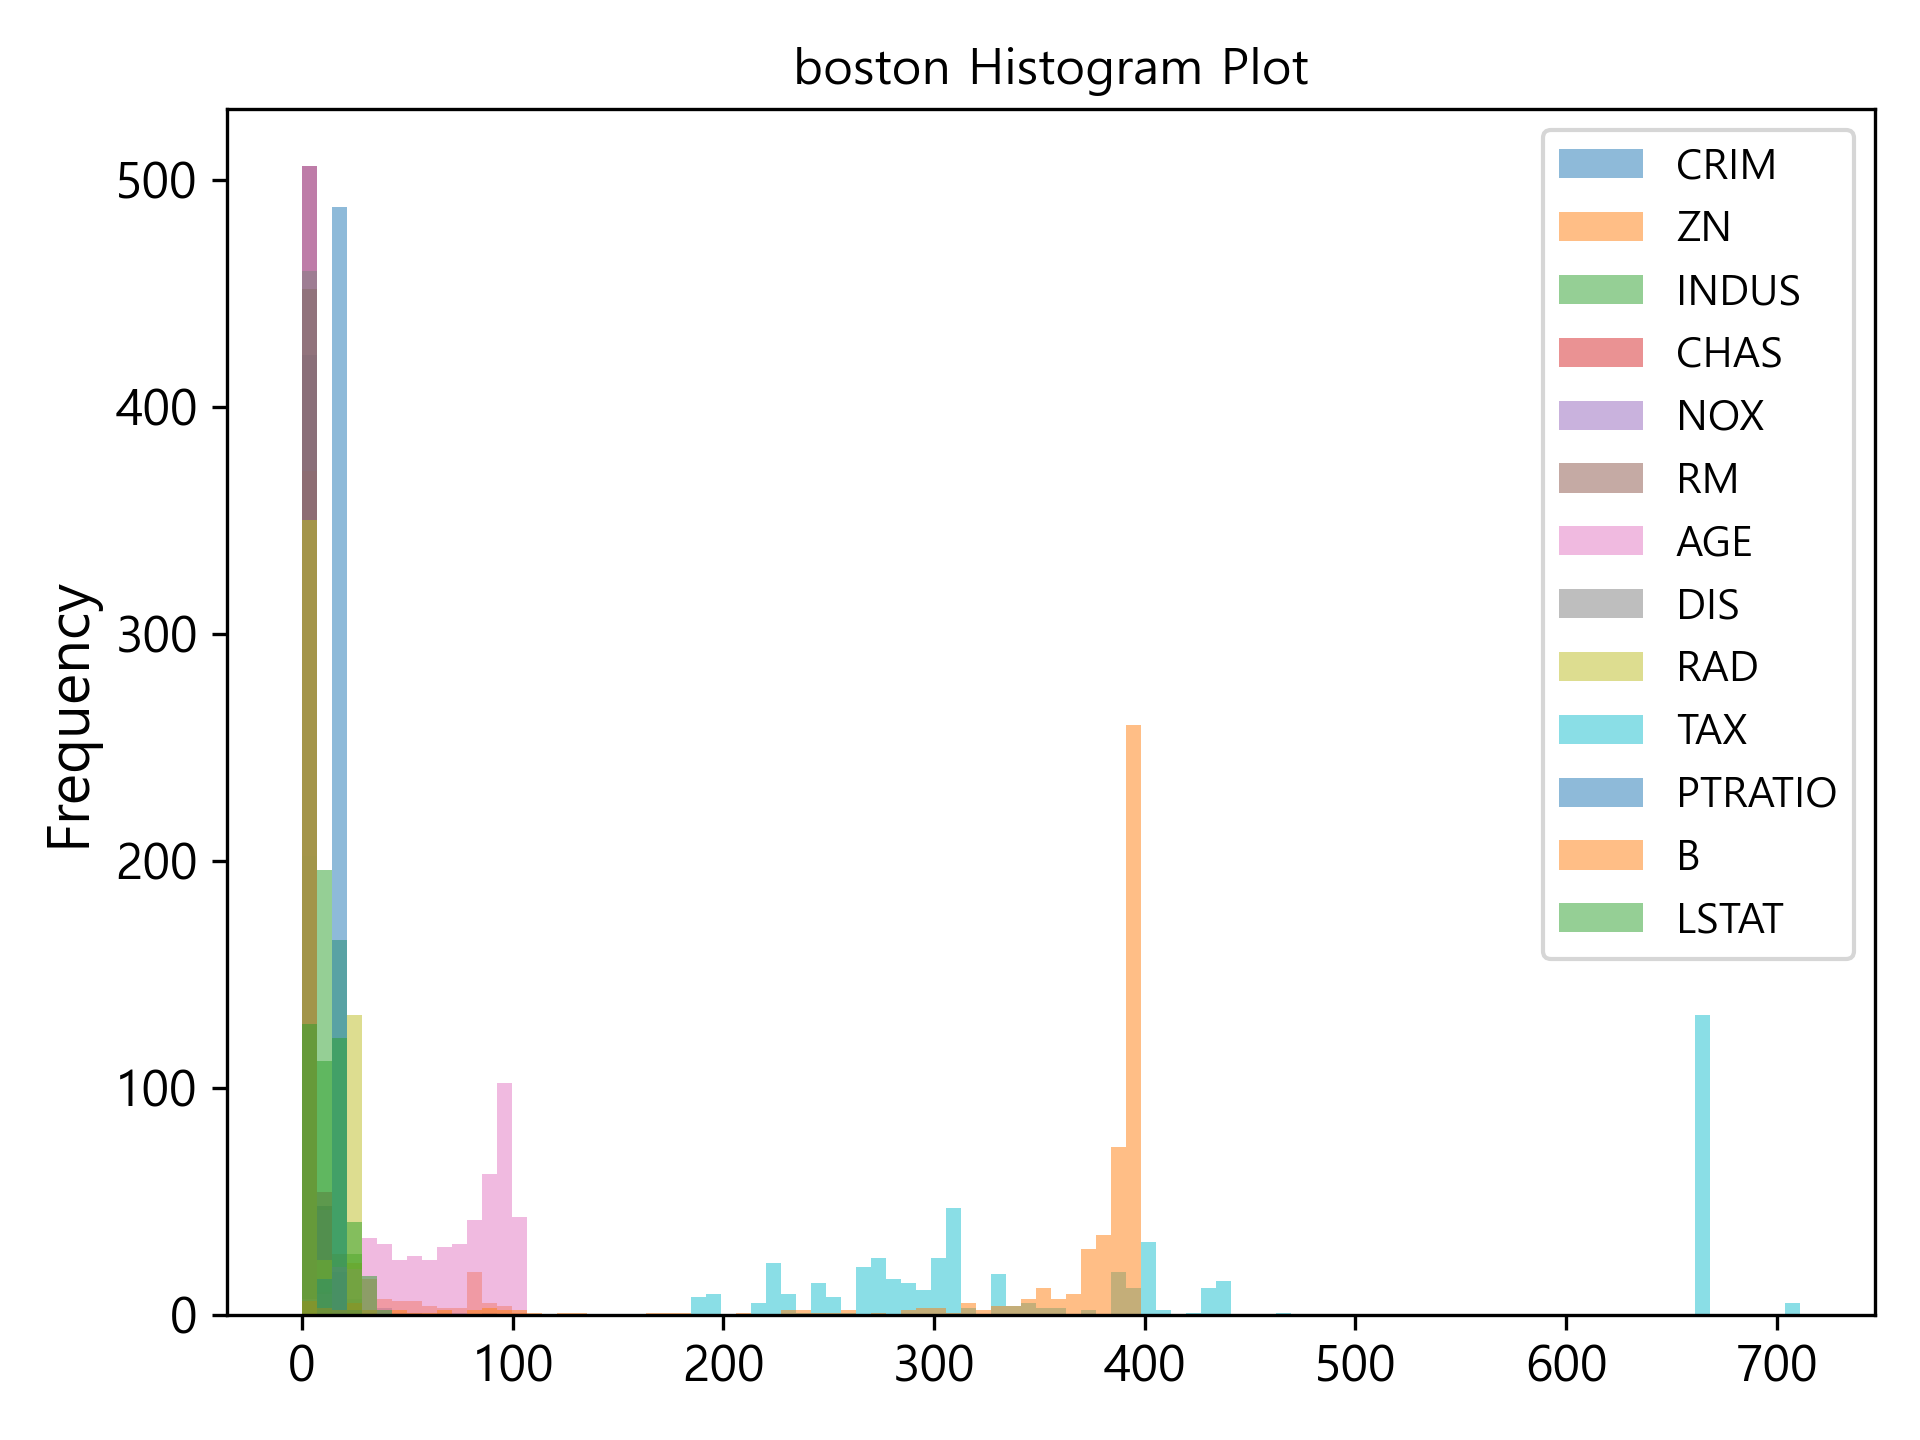 boston Histogram Plot
CRIM
ZN
INDUS
CHAS
NOX
RM
AGE
DIS
RAD
TAX
PTRATIO
B
LSTAT
Frequency
500
400
300
200
100
0
0 100 200 300 400 500 600 700